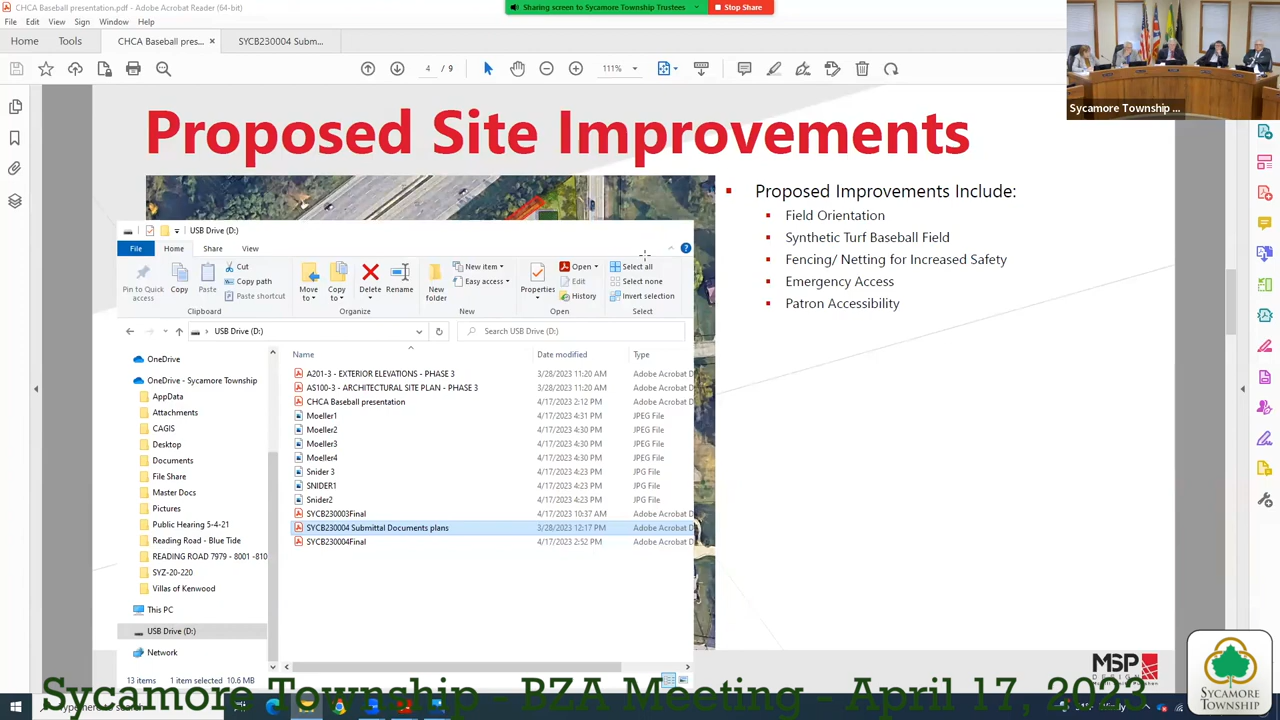 CHCA Baseball presentation.pdf - Adobe Acrobat Reader (64-bit)
Sharing screen to Sycamore Township Trustees
Stop Share
File Edit View Sign Window Help
Home Tools CHCA Baseball pres... × SYCB230004 Subm...
4 / 9 111%
Sycamore Township ...
Proposed Site Improvements
Proposed Improvements Include:
Field Orientation
Synthetic Turf Baseball Field
Fencing/ Netting for Increased Safety
Emergency Access
Patron Accessibility
USB Drive (D:)
File Home Share View
Pin to Quick access
Copy
Paste
Cut
Copy path
Paste shortcut
Clipboard
Move to
Copy to
Delete
Rename
Organize
New folder
New item
Easy access
New
Properties
Open
Edit
History
Open
Select all
Select none
Invert selection
Select
USB Drive (D:)
Search USB Drive (D:)
OneDrive
OneDrive - Sycamore Township
AppData
Attachments
CAGIS
Desktop
Documents
File Share
Master Docs
Pictures
Public Hearing 5-4-21
Reading Road - Blue Tide
READING ROAD 7979 - 8001 -810
SYZ-20-220
Villas of Kenwood
This PC
USB Drive (D:)
Network
Name Date modified Type
A201-3 - EXTERIOR ELEVATIONS - PHASE 3 3/28/2023 11:20 AM Adobe Acrobat D
AS100-3 - ARCHITECTURAL SITE PLAN - PHASE 3 3/28/2023 11:20 AM Adobe Acrobat D
CHCA Baseball presentation 4/17/2023 2:12 PM Adobe Acrobat D
Moeller1 4/17/2023 4:31 PM JPEG File
Moeller2 4/17/2023 4:30 PM JPEG File
Moeller3 4/17/2023 4:30 PM JPEG File
Moeller4 4/17/2023 4:30 PM JPEG File
Snider 3 4/17/2023 4:23 PM JPG File
SNIDER1 4/17/2023 4:23 PM JPG File
Snider2 4/17/2023 4:23 PM JPG File
SYCB230003Final 4/17/2023 10:37 AM Adobe Acrobat D
SYCB230004 Submittal Documents plans 3/28/2023 12:17 PM Adobe Acrobat D
SYCB230004Final 4/17/2023 2:52 PM Adobe Acrobat D
13 items 1 item selected 10.6 MB
MSP
DESIGN
Sycamore Township - BZA Meeting - April 17, 2023
SYCAMORE
TOWNSHIP